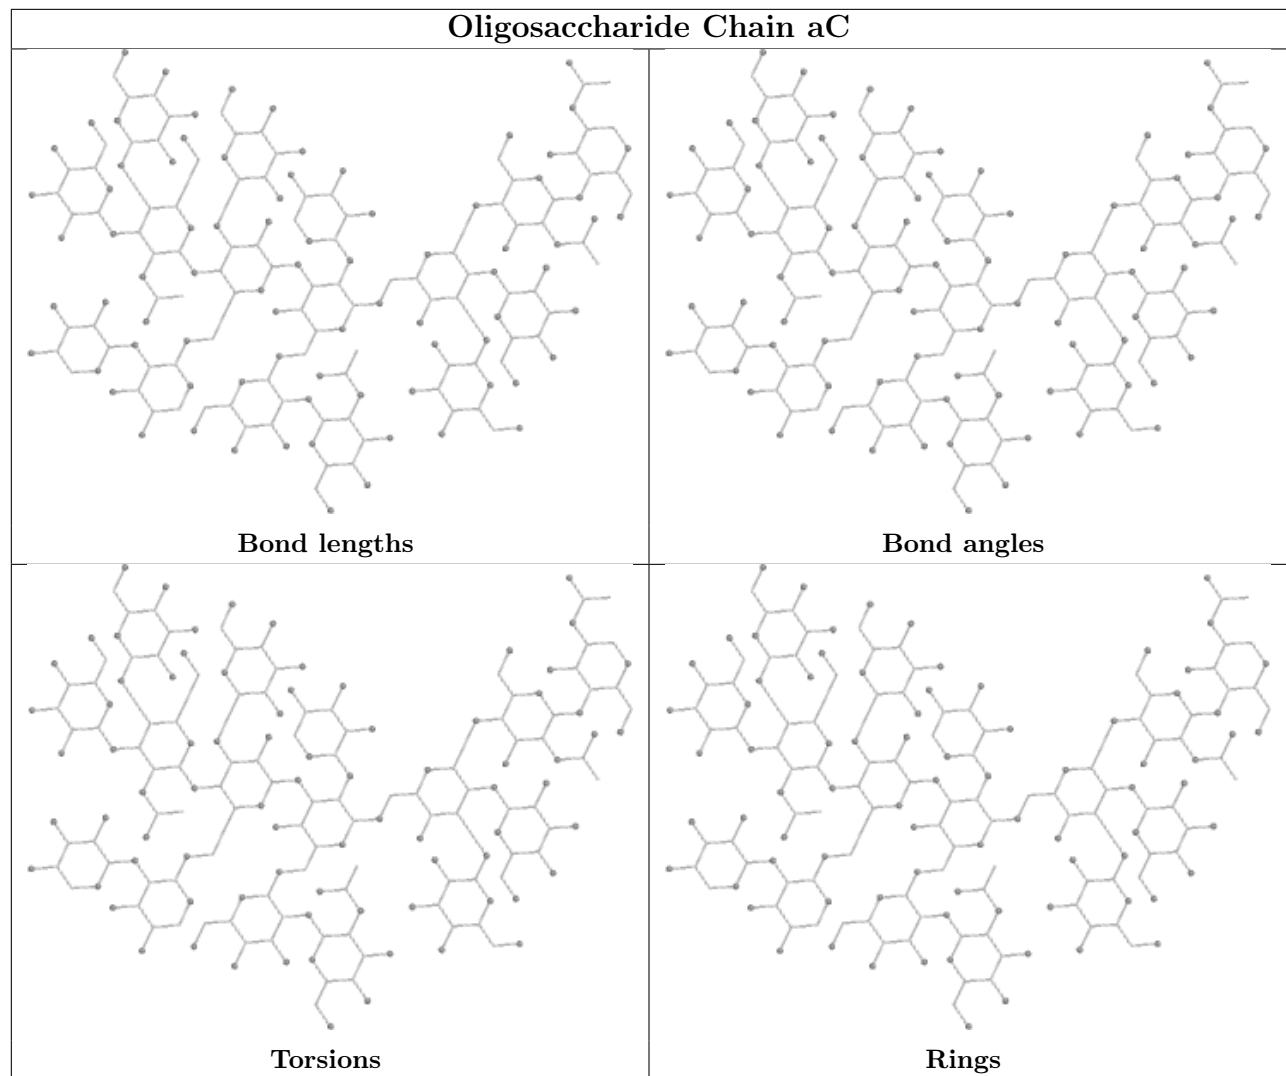 Oligosaccharide Chain aC
Bond lengths
Bond angles
Torsions
Rings